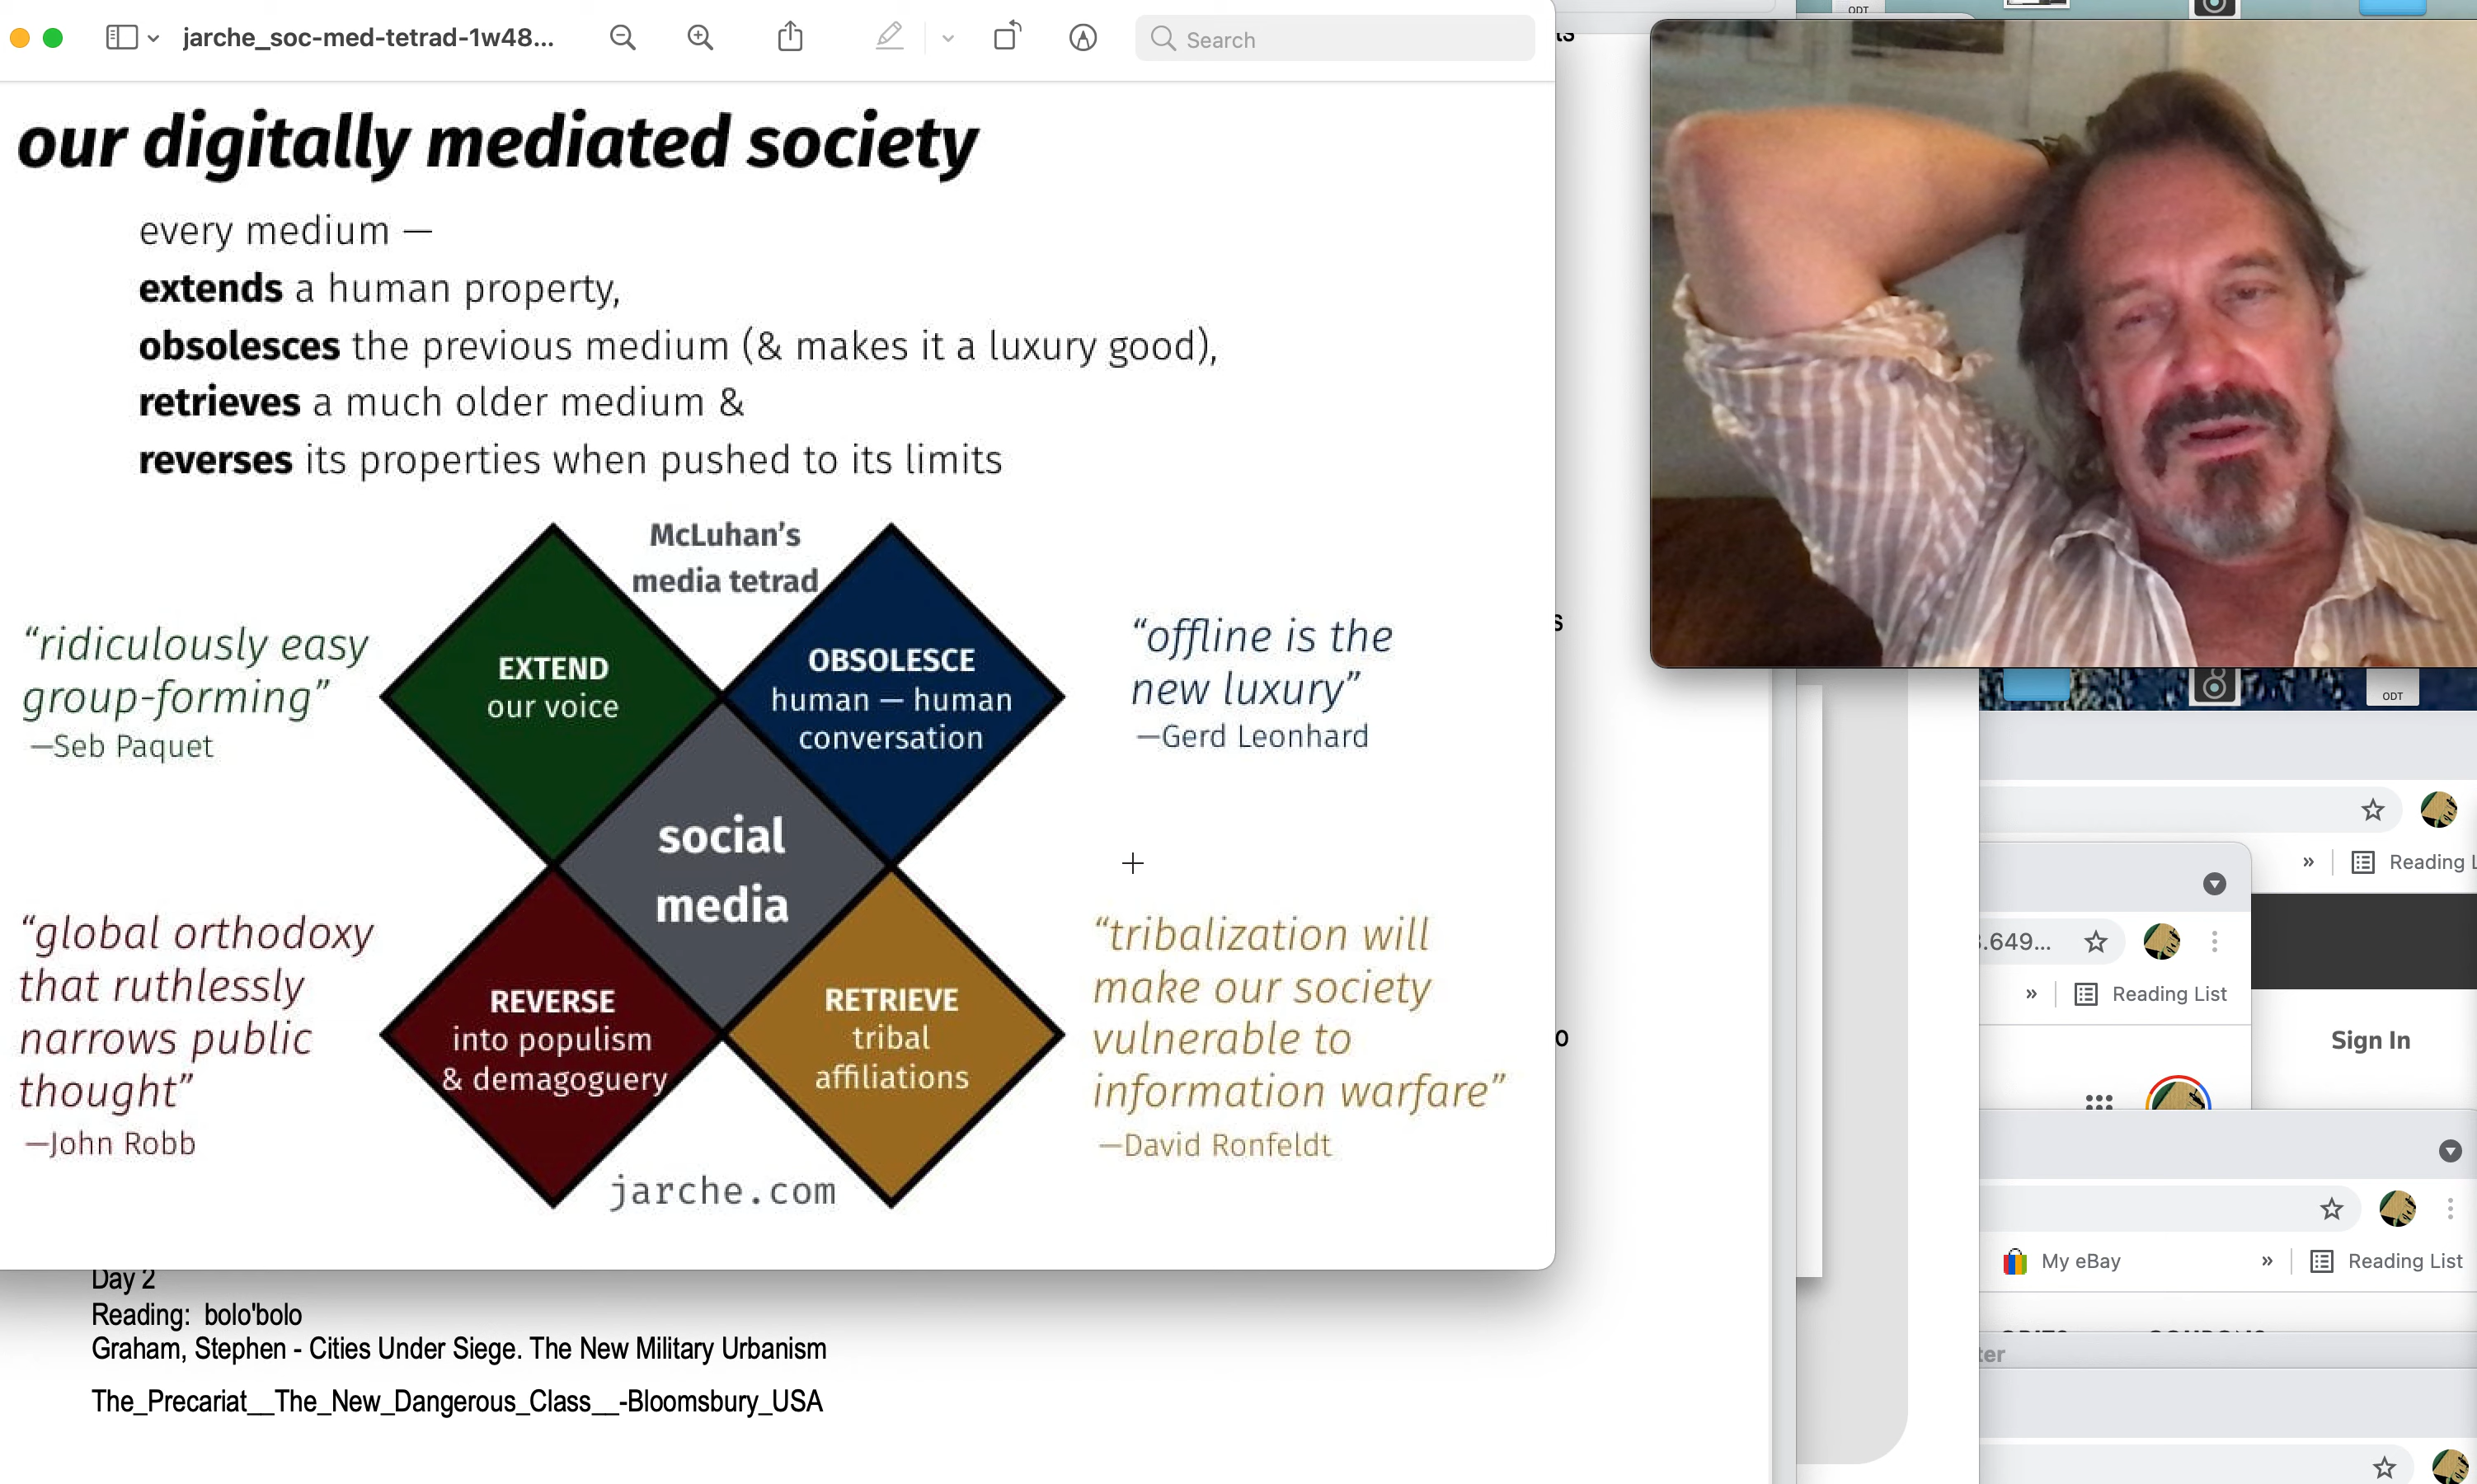 jarche_soc-med-tetrad-1w48...
Search
our digitally mediated society
every medium —
extends a human property,
obsolesces the previous medium (& makes it a luxury good),
retrieves a much older medium &
reverses its properties when pushed to its limits
McLuhan's
media tetrad
"ridiculously easy
group-forming"
—Seb Paquet
EXTEND
our voice
OBSOLESCE
human — human
conversation
"offline is the
new luxury"
—Gerd Leonhard
social
media
"global orthodoxy
that ruthlessly
narrows public
thought"
—John Robb
REVERSE
into populism
& demagoguery
RETRIEVE
tribal
affiliations
"tribalization will
make our society
vulnerable to
information warfare"
—David Ronfeldt
jarche.com
Day 2
Reading: bolo'bolo
Graham, Stephen - Cities Under Siege. The New Military Urbanism
The_Precariat__The_New_Dangerous_Class__-Bloomsbury_USA
ODT
ODT
» Reading L
.649...
» Reading List
Sign In
My eBay
» Reading List
ter